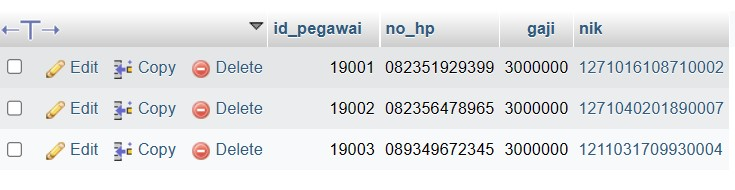 id_pegawai no_hp gaji nik
Edit Copy Delete 19001 082351929399 3000000 1271016108710002
Edit Copy Delete 19002 082356478965 3000000 1271040201890007
Edit Copy Delete 19003 089349672345 3000000 1211031709930004